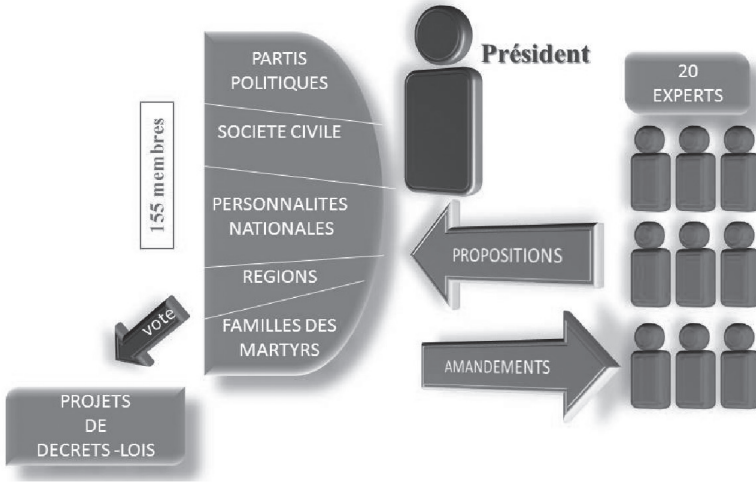 PARTIS
POLITIQUES
SOCIETE CIVILE
PERSONNALITES
NATIONALES
REGIONS
FAMILLES DES
MARTYRS
155 membres
Président
20
EXPERTS
PROPOSITIONS
AMANDEMENTS
vote
PROJETS
DE
DECRETS -LOIS